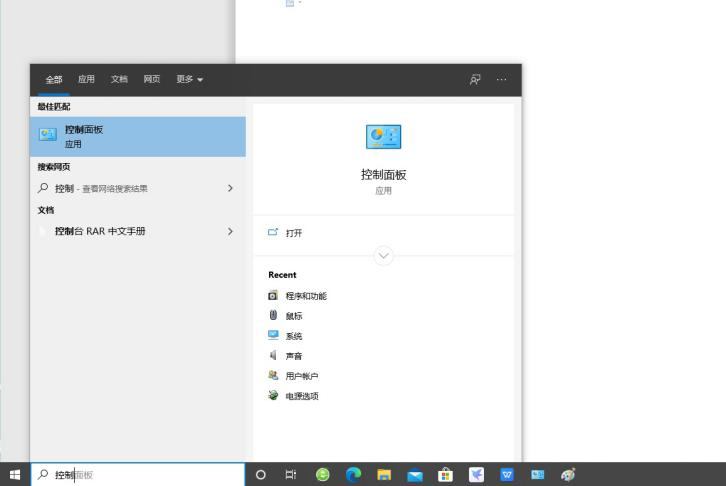 全部 应用 文档 网页 更多
最佳匹配
控制面板
应用
搜索网页
控制 - 查看网络搜索结果
文档
控制台 RAR 中文手册
控制面板
应用
打开
Recent
程序和功能
鼠标
系统
声音
用户帐户
电源选项
控制面板